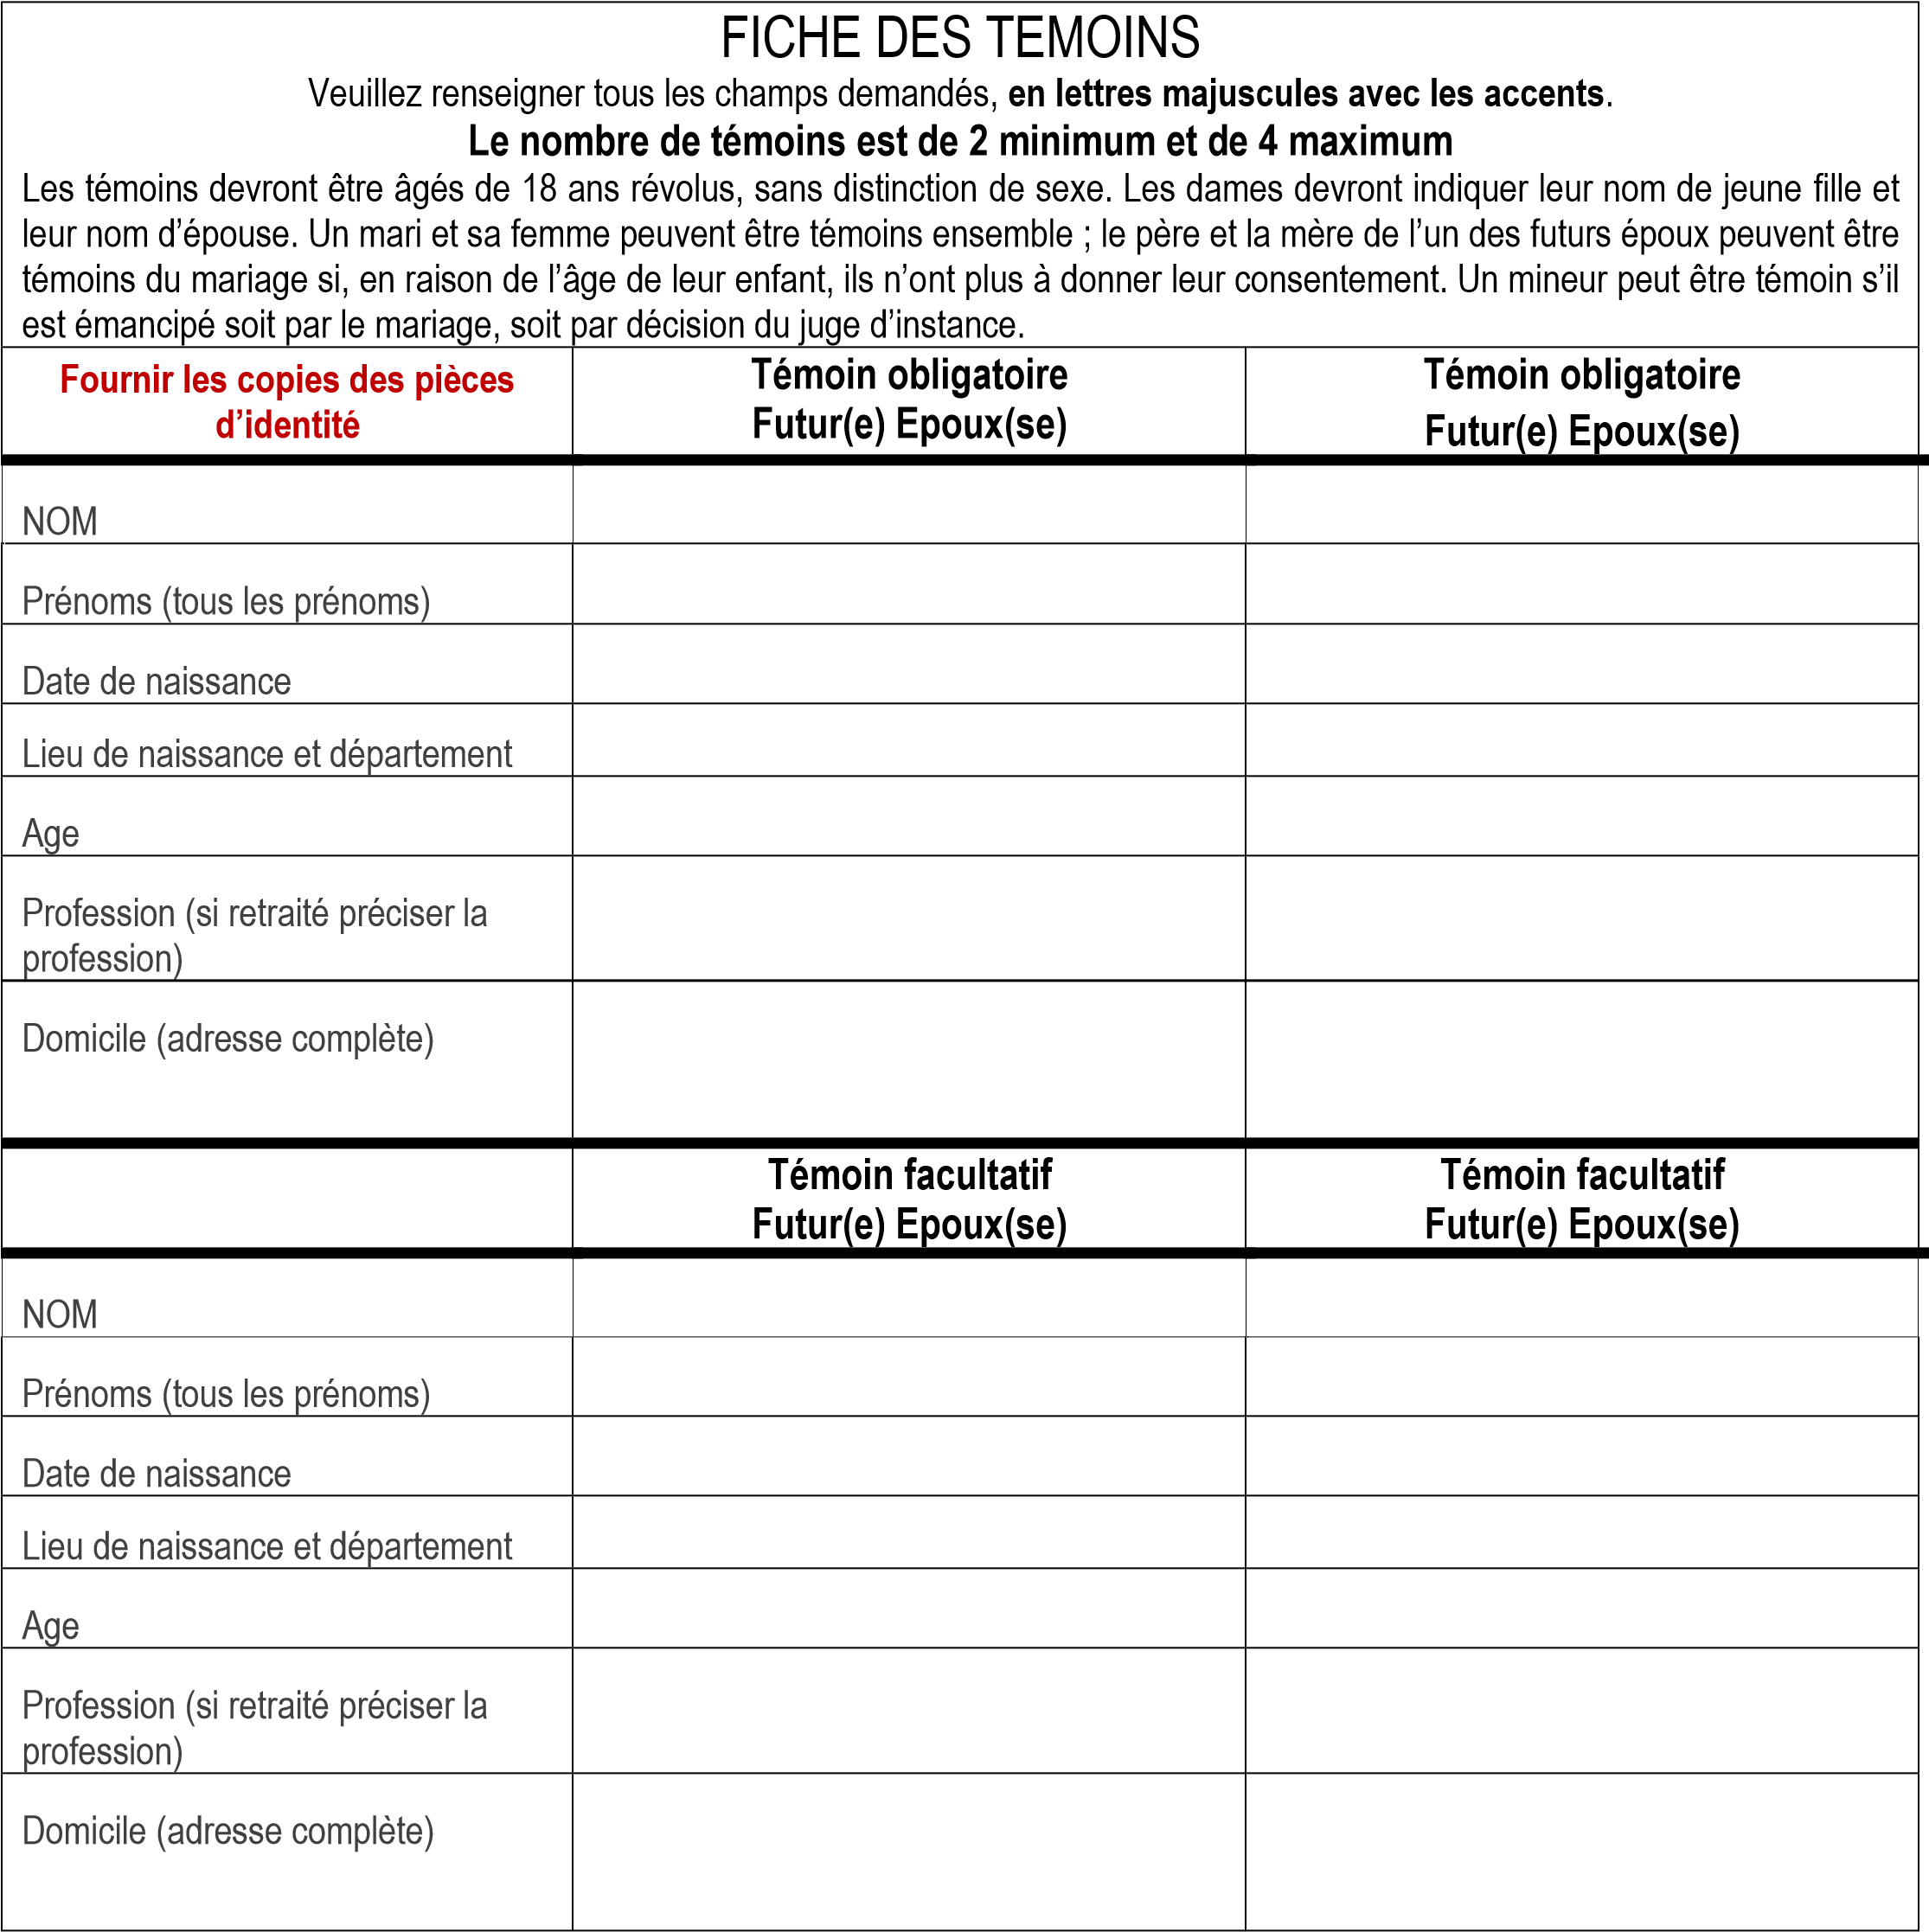 FICHE DES TEMOINS
Veuillez renseigner tous les champs demandés, en lettres majuscules avec les accents.
Le nombre de témoins est de 2 minimum et de 4 maximum
Les témoins devront être âgés de 18 ans révolus, sans distinction de sexe. Les dames devront indiquer leur nom de jeune fille et
leur nom d’épouse. Un mari et sa femme peuvent être témoins ensemble ; le père et la mère de l’un des futurs époux peuvent être
témoins du mariage si, en raison de l’âge de leur enfant, ils n’ont plus à donner leur consentement. Un mineur peut être témoin s’il
est émancipé soit par le mariage, soit par décision du juge d’instance.
Fournir les copies des pièces
d’identité
Témoin obligatoire
Futur(e) Epoux(se)
Témoin obligatoire
Futur(e) Epoux(se)
NOM
Prénoms (tous les prénoms)
Date de naissance
Lieu de naissance et département
Age
Profession (si retraité préciser la
profession)
Domicile (adresse complète)
Témoin facultatif
Futur(e) Epoux(se)
Témoin facultatif
Futur(e) Epoux(se)
NOM
Prénoms (tous les prénoms)
Date de naissance
Lieu de naissance et département
Age
Profession (si retraité préciser la
profession)
Domicile (adresse complète)